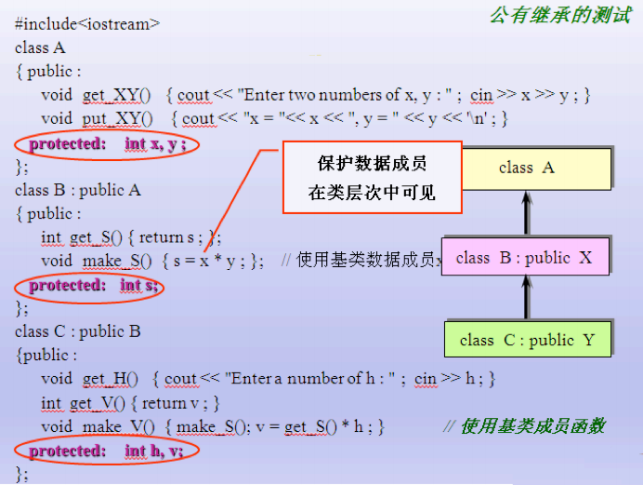 公有继承的测试
#include<iostream>
class A
{ public :
void get_XY() { cout << "Enter two numbers of x, y : " ; cin >> x >> y ; }
void put_XY() { cout << "x = "<< x << ", y = " << y << '\n' ; }
protected: int x, y ;
};
class B : public A
{ public :
int get_S() { return s ; };
void make_S() { s = x * y ; }; // 使用基类数据成员x
protected: int s;
};
class C : public B
{public :
void get_H() { cout << "Enter a number of h : " ; cin >> h ; }
int get_V() { return v ; }
void make_V() { make_S(); v = get_S() * h ; } // 使用基类成员函数
protected: int h, v;
};
保护数据成员
在类层次中可见
class A
class B : public X
class C : public Y